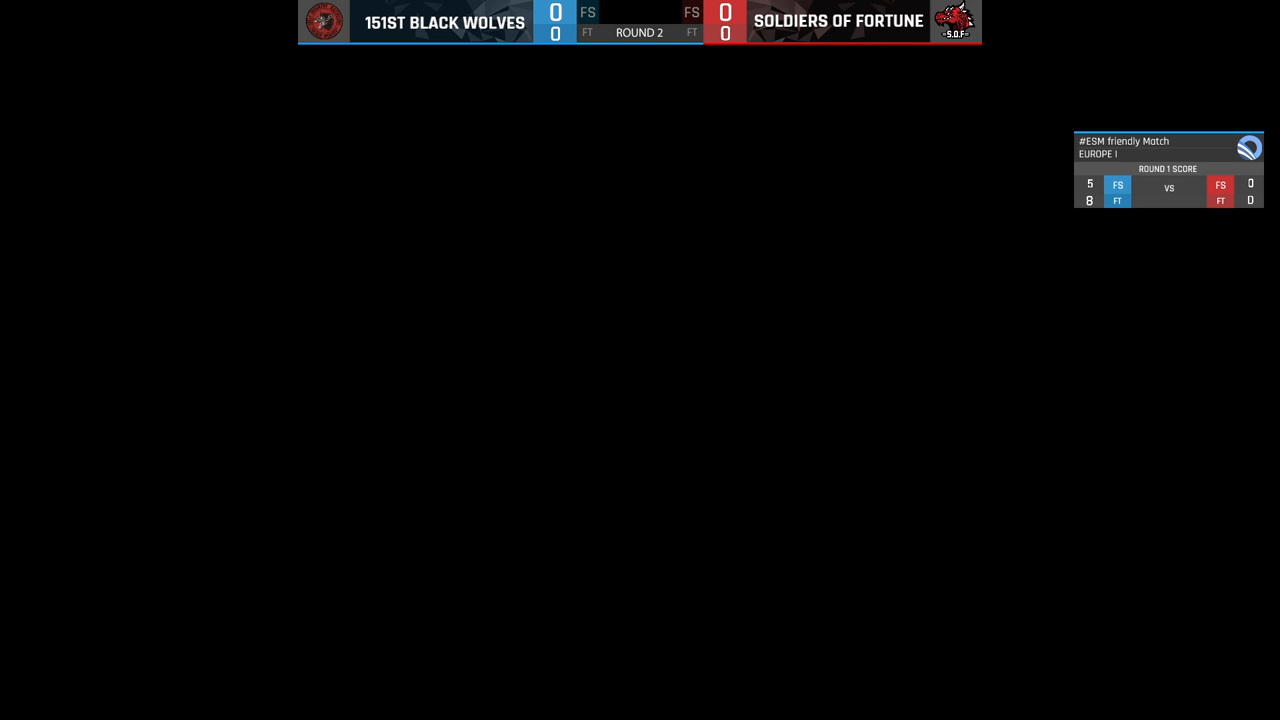 151ST BLACK WOLVES
0 FS
0 FT
ROUND 2
FS 0
FT 0
SOLDIERS OF FORTUNE
=S.O.F=
#ESM friendly Match
EUROPE I
ROUND 1 SCORE
5 FS VS FS 0
8 FT FT 0